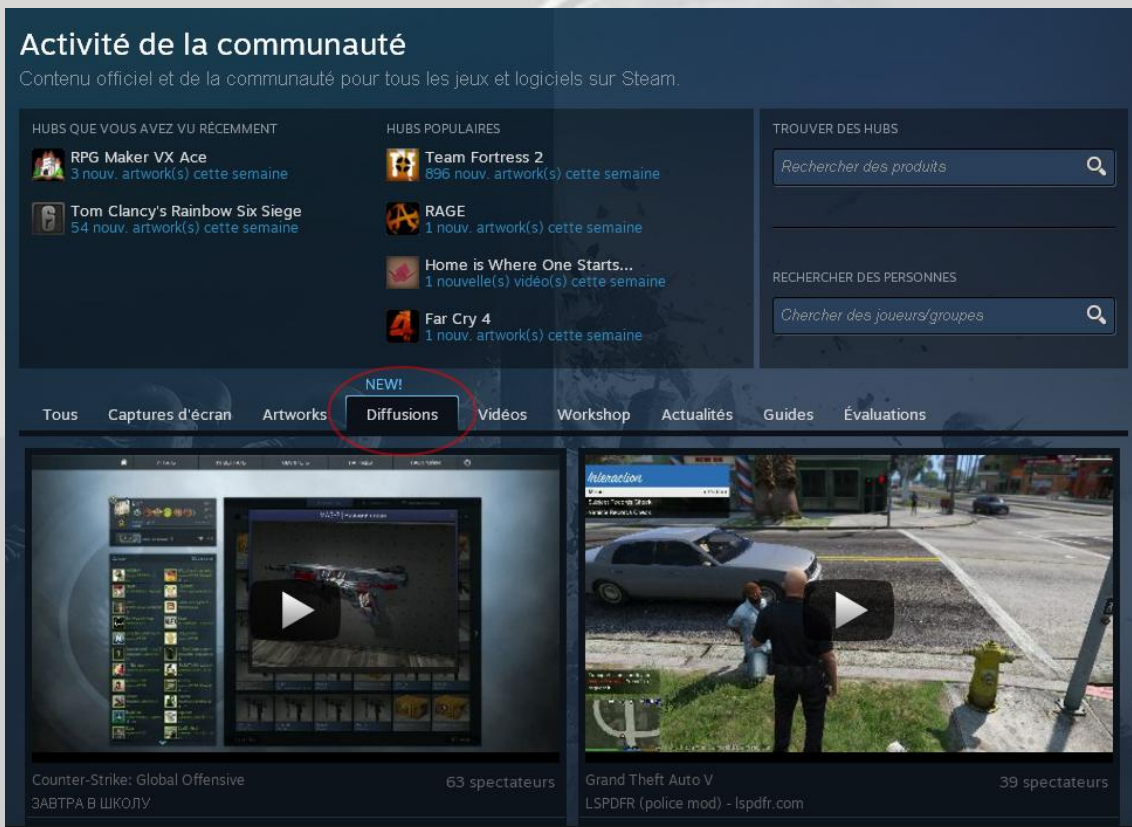 Activité de la communauté
Contenu officiel et de la communauté pour tous les jeux et logiciels sur Steam.
HUBS QUE VOUS AVEZ VU RÉCEMMENT
RPG Maker VX Ace
3 nouv. artwork(s) cette semaine
Tom Clancy's Rainbow Six Siege
54 nouv. artwork(s) cette semaine
HUBS POPULAIRES
Team Fortress 2
896 nouv. artwork(s) cette semaine
RAGE
1 nouv. artwork(s) cette semaine
Home is Where One Starts...
1 nouvelle(s) vidéo(s) cette semaine
Far Cry 4
1 nouv. artwork(s) cette semaine
TROUVER DES HUBS
Rechercher des produits
RECHERCHER DES PERSONNES
Chercher des joueurs/groupes
NEW!
Tous Captures d'écran Artworks Diffusions Vidéos Workshop Actualités Guides Évaluations
Interaction
Menu
Counter-Strike: Global Offensive 63 spectateurs
ЗАВТРА В ШКОЛУ
Grand Theft Auto V 39 spectateurs
LSPDFR (police mod) - lspdfr.com